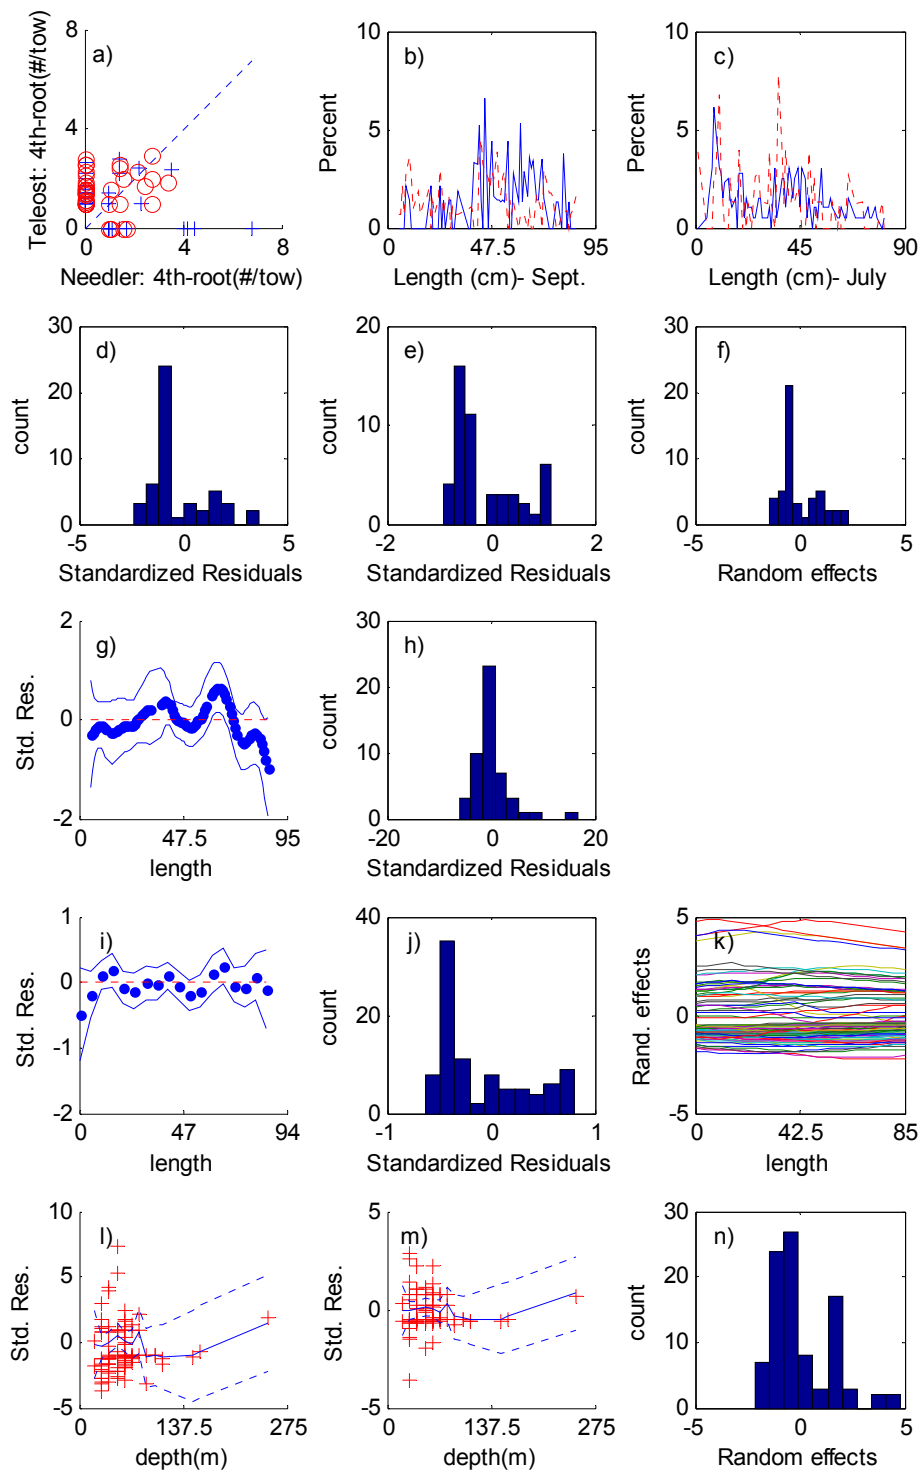 a)
Teleost: 4th-root(#/tow)
8
4
0
0 4 8
Needler: 4th-root(#/tow)
b)
Percent
10
5
0
0 47.5 95
Length (cm)- Sept.
c)
Percent
10
5
0
0 45 90
Length (cm)- July
d)
count
30
20
10
0
-5 0 5
Standardized Residuals
e)
count
20
10
0
-2 0 2
Standardized Residuals
f)
count
30
20
10
0
-5 0 5
Random effects
g)
Std. Res.
2
0
-2
0 47.5 95
length
h)
count
30
20
10
0
-20 0 20
Standardized Residuals
i)
Std. Res.
1
0
-1
-2
0 47 94
length
j)
count
40
20
0
-1 0 1
Standardized Residuals
k)
Rand. effects
5
0
-5
0 42.5 85
length
l)
Std. Res.
10
5
0
-5
0 137.5 275
depth(m)
m)
Std. Res.
5
0
-5
0 137.5 275
depth(m)
n)
count
30
20
10
0
-5 0 5
Random effects